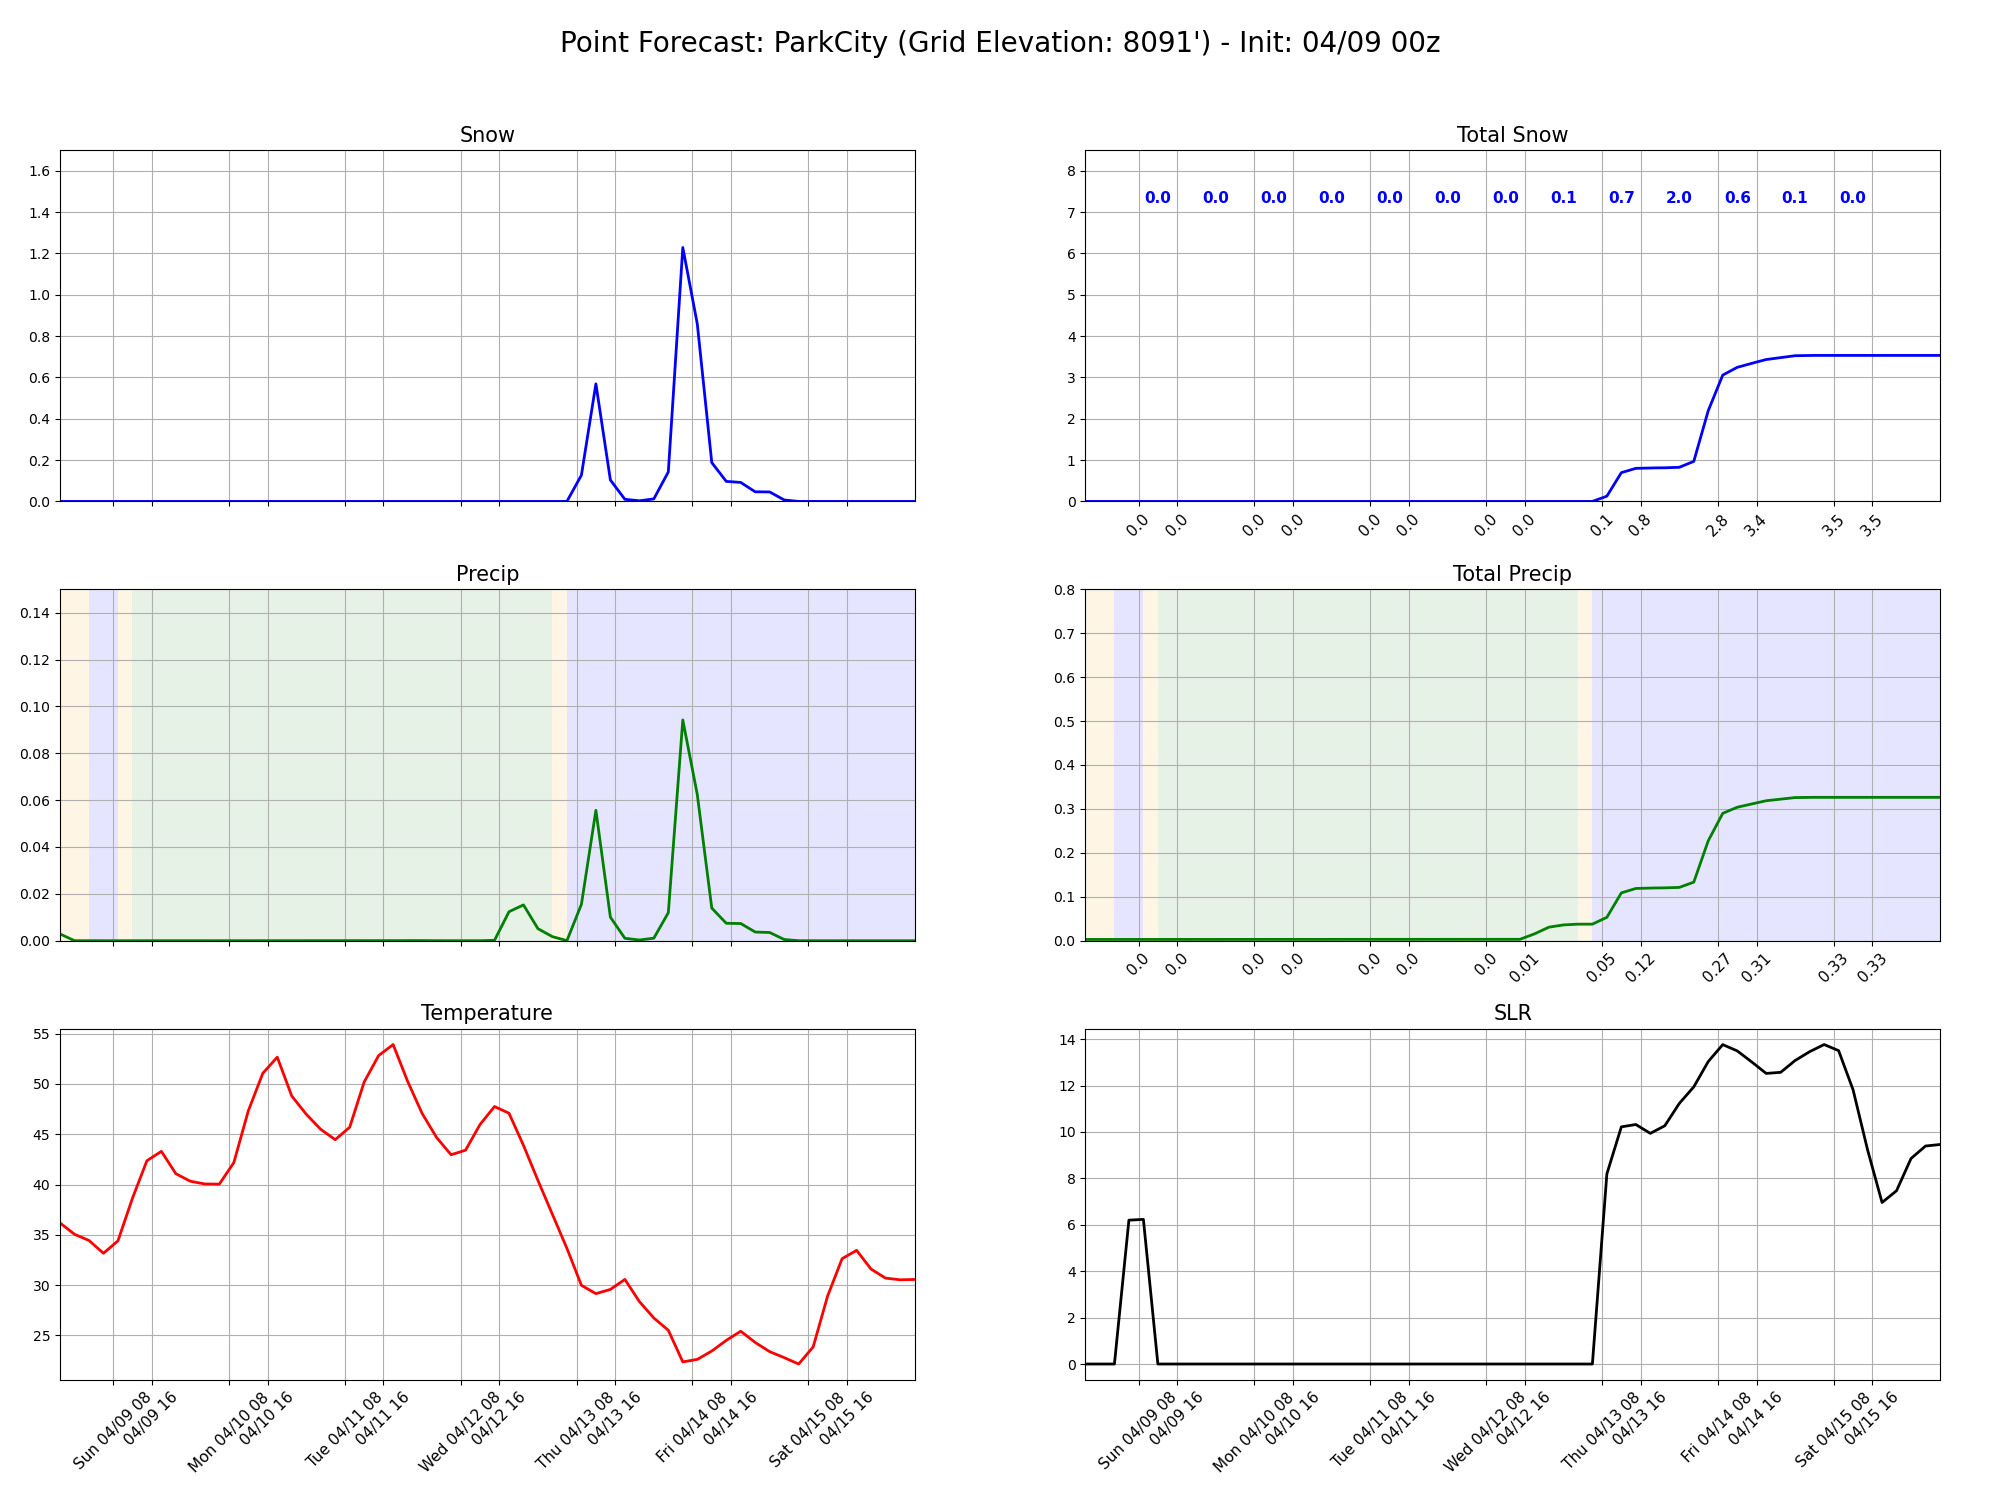 Point Forecast: ParkCity (Grid Elevation: 8091') - Init: 04/09 00z
Snow
1.6
1.4
1.2
1.0
0.8
0.6
0.4
0.2
0.0
Total Snow
8
7
6
5
4
3
2
1
0
0.0 0.0 0.0 0.0 0.0 0.0 0.0 0.1 0.7 2.0 0.6 0.1 0.0
0.0 0.0 0.0 0.0 0.0 0.0 0.0 0.0 0.1 0.8 2.8 3.4 3.5 3.5
Precip
0.14
0.12
0.10
0.08
0.06
0.04
0.02
0.00
Total Precip
0.8
0.7
0.6
0.5
0.4
0.3
0.2
0.1
0.0
0.0 0.0 0.0 0.0 0.0 0.0 0.0 0.01 0.05 0.12 0.27 0.31 0.33 0.33
Temperature
55
50
45
40
35
30
25
Sun 04/09 08
04/09 16
Mon 04/10 08
04/10 16
Tue 04/11 08
04/11 16
Wed 04/12 08
04/12 16
Thu 04/13 08
04/13 16
Fri 04/14 08
04/14 16
Sat 04/15 08
04/15 16
SLR
14
12
10
8
6
4
2
0
Sun 04/09 08
04/09 16
Mon 04/10 08
04/10 16
Tue 04/11 08
04/11 16
Wed 04/12 08
04/12 16
Thu 04/13 08
04/13 16
Fri 04/14 08
04/14 16
Sat 04/15 08
04/15 16